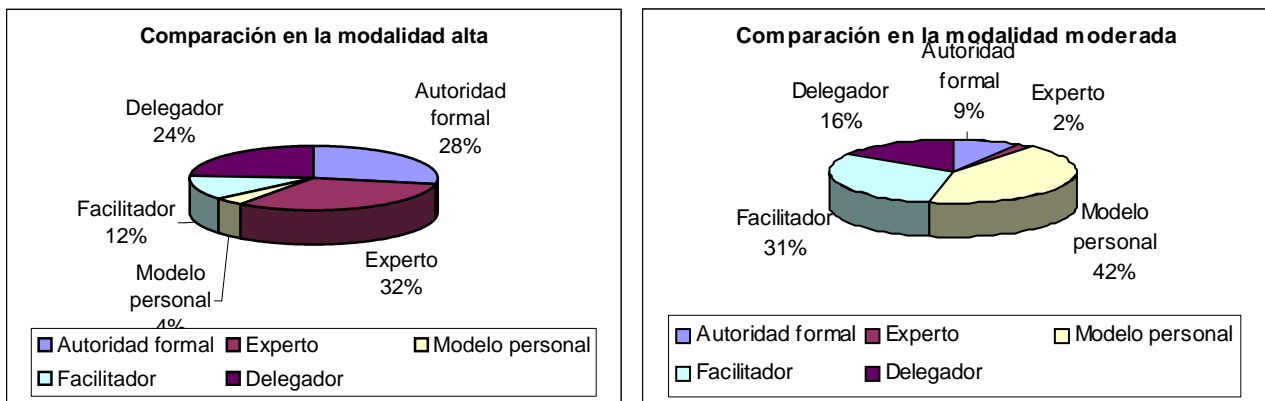 Comparación en la modalidad alta
Delegador
24%
Autoridad
formal
28%
Facilitador
12%
Modelo
personal
4%
Experto
32%
Autoridad formal
Experto
Modelo personal
Facilitador
Delegador
Comparación en la modalidad moderada
Autoridad
formal
9%
Delegador
16%
Experto
2%
Facilitador
31%
Modelo
personal
42%
Autoridad formal
Experto
Modelo personal
Facilitador
Delegador